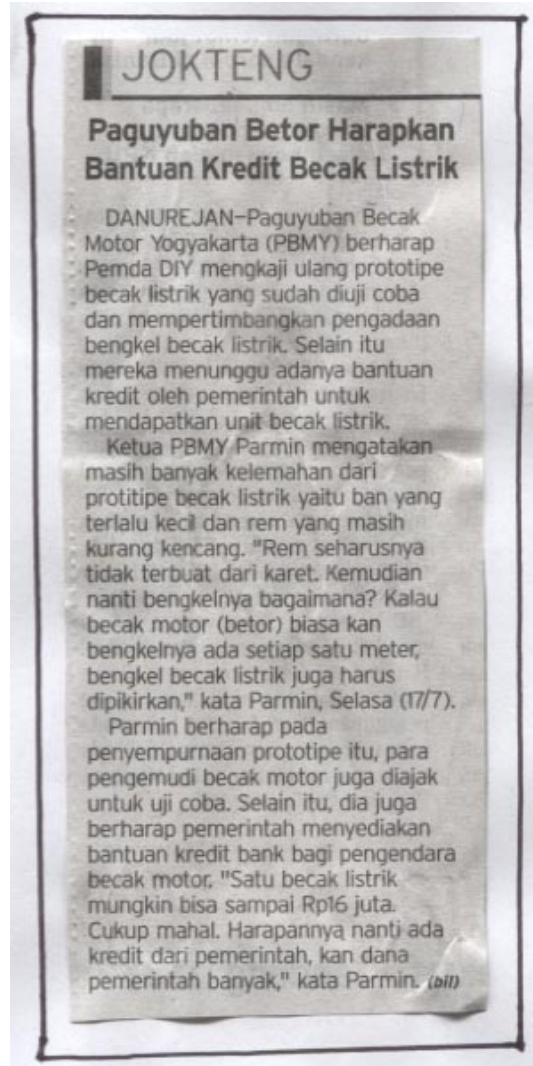 JOKTENG
Paguyuban Betor Harapkan
Bantuan Kredit Becak Listrik
DANUREJAN—Paguyuban Becak
Motor Yogyakarta (PBMY) berharap
Pemda DIY mengkaji ulang prototipe
becak listrik yang sudah diuji coba
dan mempertimbangkan pengadaan
bengkel becak listrik. Selain itu
mereka menunggu adanya bantuan
kredit oleh pemerintah untuk
mendapatkan unit becak listrik.
Ketua PBMY Parmin mengatakan
masih banyak kelemahan dari
protitipe becak listrik yaitu ban yang
terlalu kecil dan rem yang masih
kurang kencang. "Rem seharusnya
tidak terbuat dari karet. Kemudian
nanti bengkelnya bagaimana? Kalau
becak motor (betor) biasa kan
bengkelnya ada setiap satu meter,
bengkel becak listrik juga harus
dipikirkan," kata Parmin, Selasa (17/7).
Parmin berharap pada
penyempurnaan prototipe itu, para
pengemudi becak motor juga diajak
untuk uji coba. Selain itu, dia juga
berharap pemerintah menyediakan
bantuan kredit bank bagi pengendara
becak motor. "Satu becak listrik
mungkin bisa sampai Rp16 juta.
Cukup mahal. Harapannya nanti ada
kredit dari pemerintah, kan dana
pemerintah banyak," kata Parmin. (bil)